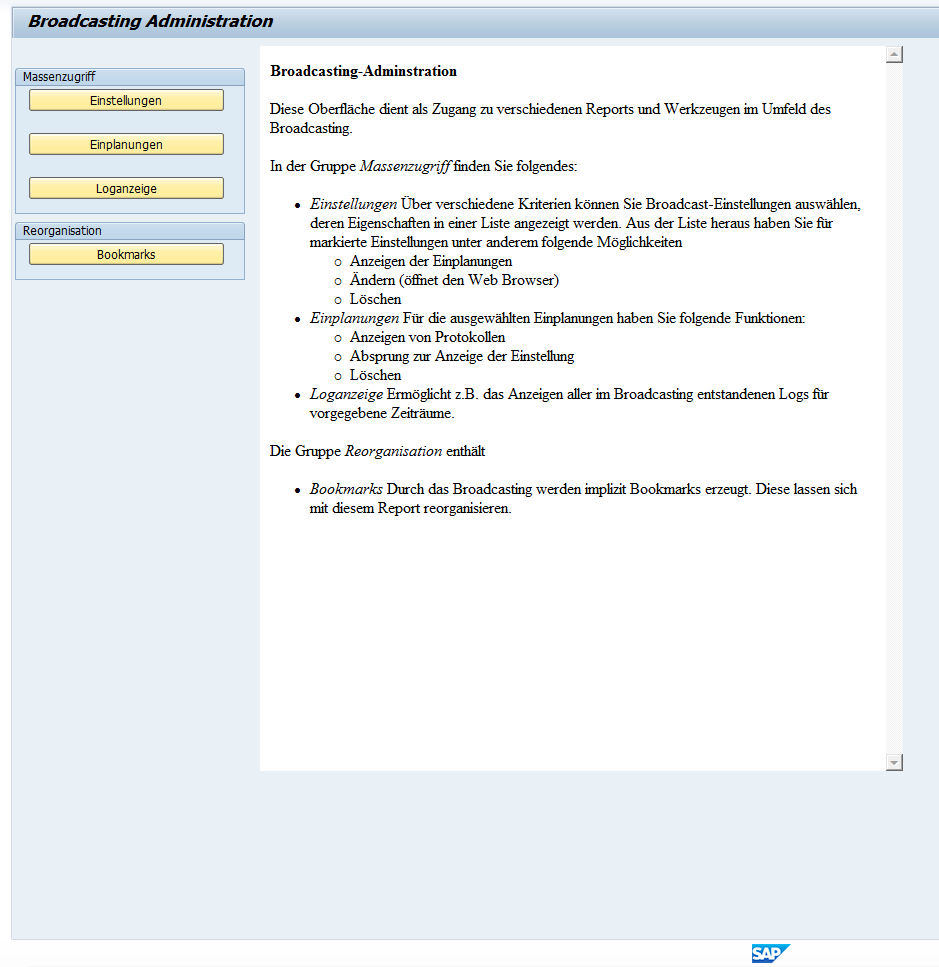 Broadcasting Administration
Massenzugriff
Einstellungen
Einplanungen
Loganzeige
Reorganisation
Bookmarks
Broadcasting-Adminstration
Diese Oberfläche dient als Zugang zu verschiedenen Reports und Werkzeugen im Umfeld des
Broadcasting.
In der Gruppe Massenzugriff finden Sie folgendes:
• Einstellungen Über verschiedene Kriterien können Sie Broadcast-Einstellungen auswählen,
deren Eigenschaften in einer Liste angezeigt werden. Aus der Liste heraus haben Sie für
markierte Einstellungen unter anderem folgende Möglichkeiten
○ Anzeigen der Einplanungen
○ Ändern (öffnet den Web Browser)
○ Löschen
• Einplanungen Für die ausgewählten Einplanungen haben Sie folgende Funktionen:
○ Anzeigen von Protokollen
○ Absprung zur Anzeige der Einstellung
○ Löschen
• Loganzeige Ermöglicht z.B. das Anzeigen aller im Broadcasting entstandenen Logs für
vorgegebene Zeiträume.
Die Gruppe Reorganisation enthält
• Bookmarks Durch das Broadcasting werden implizit Bookmarks erzeugt. Diese lassen sich
mit diesem Report reorganisieren.
SAP